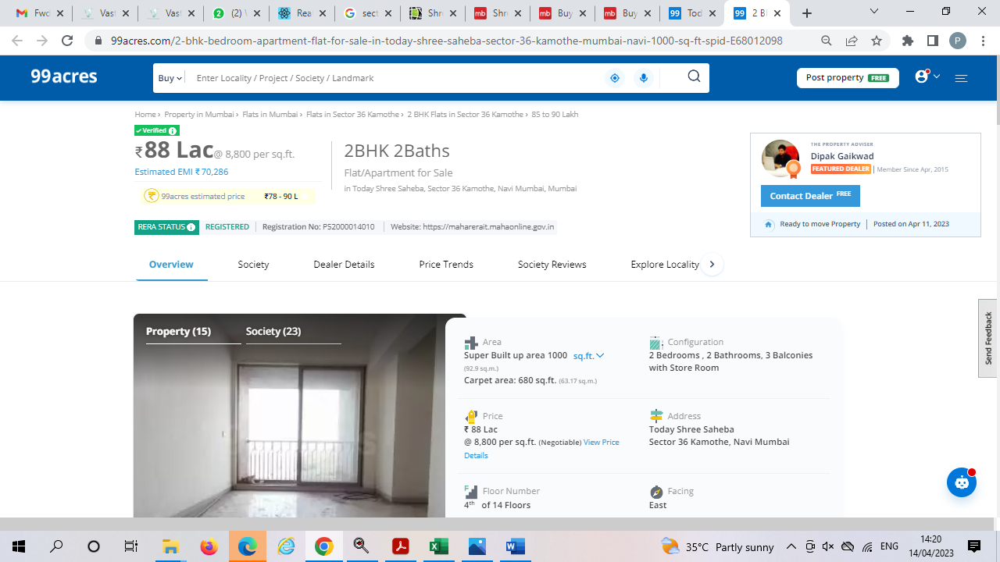 Fwd
Vast
Vast
(2) \
Rea
sect
Shr
Shr
Buy
Buy
Tod
2 Bl
99acres.com/2-bhk-bedroom-apartment-flat-for-sale-in-today-shree-saheba-sector-36-kamothe-mumbai-navi-1000-sq-ft-spid-E68012098
P
99acres
Buy
Enter Locality / Project / Society / Landmark
Post property FREE
Home › Property in Mumbai › Flats in Mumbai › Flats in Sector 36 Kamothe › 2 BHK Flats in Sector 36 Kamothe › 85 to 90 Lakh
Verified
₹88 Lac@ 8,800 per sq.ft.
Estimated EMI ₹ 70,286
99acres estimated price ₹78 - 90 L
2BHK 2Baths
Flat/Apartment for Sale
in Today Shree Saheba, Sector 36 Kamothe, Navi Mumbai, Mumbai
THE PROPERTY ADVISER
Dipak Gaikwad
FEATURED DEALER | Member Since Apr, 2015
Contact Dealer FREE
Ready to move Property | Posted on Apr 11, 2023
RERA STATUS REGISTERED | Registration No: P52000014010 | Website: https://maharerait.mahaonline.gov.in
Overview
Society
Dealer Details
Price Trends
Society Reviews
Explore Locality
Property (15)
Society (23)
Area
Super Built up area 1000 sq.ft.
(92.9 sq.m.)
Carpet area: 680 sq.ft. (63.17 sq.m.)
Configuration
2 Bedrooms , 2 Bathrooms, 3 Balconies
with Store Room
Price
₹ 88 Lac
@ 8,800 per sq.ft. (Negotiable) View Price
Details
Address
Today Shree Saheba
Sector 36 Kamothe, Navi Mumbai
Floor Number
4th of 14 Floors
Facing
East
Send Feedback
35°C Partly sunny
ENG
14:20
14/04/2023